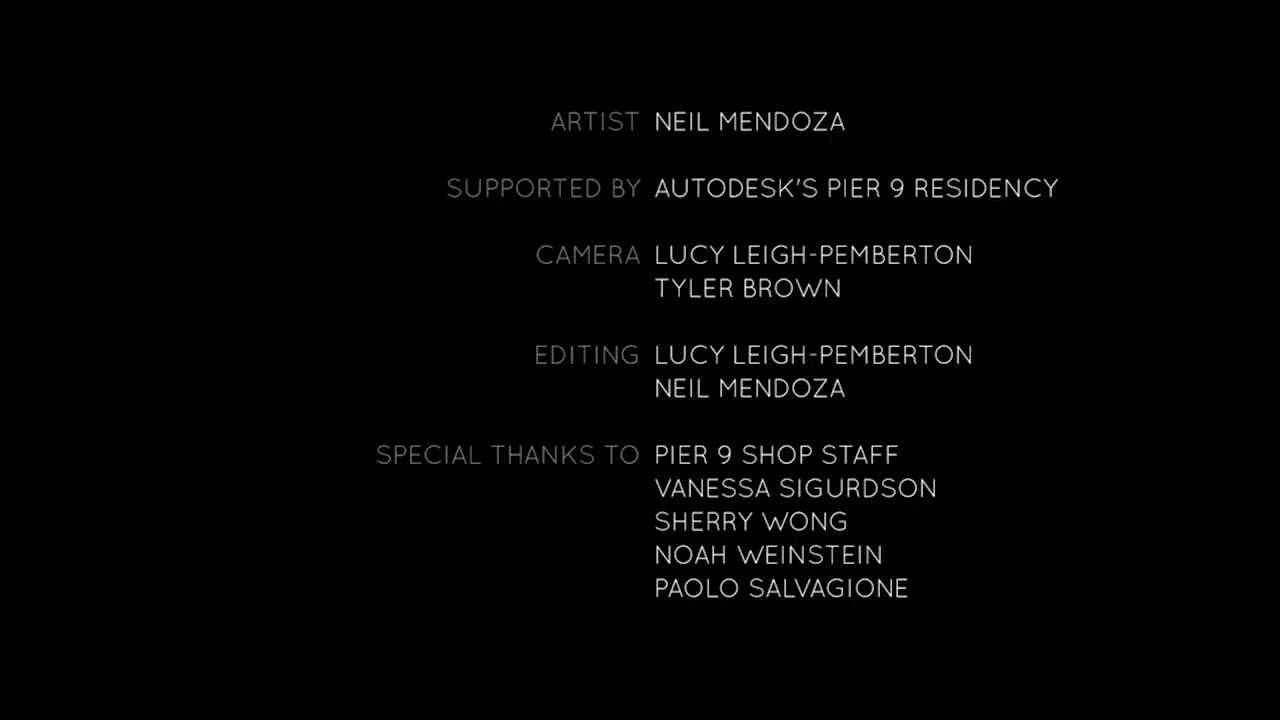 ARTIST NEIL MENDOZA
SUPPORTED BY AUTODESK'S PIER 9 RESIDENCY
CAMERA LUCY LEIGH-PEMBERTON
TYLER BROWN
EDITING LUCY LEIGH-PEMBERTON
NEIL MENDOZA
SPECIAL THANKS TO PIER 9 SHOP STAFF
VANESSA SIGURDSON
SHERRY WONG
NOAH WEINSTEIN
PAOLO SALVAGIONE